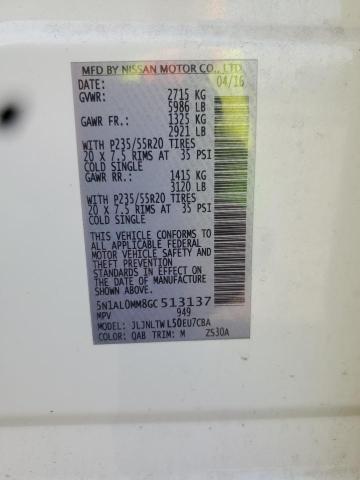 MFD BY NISSAN MOTOR CO., LTD.
DATE: 04/16
GVWR: 2715 KG
5986 LB
GAWR FR.: 1325 KG
2921 LB
WITH P235/55R20 TIRES
20 X 7.5 RIMS AT 35 PSI
COLD SINGLE
GAWR RR.: 1415 KG
3120 LB
WITH P235/55R20 TIRES
20 X 7.5 RIMS AT 35 PSI
COLD SINGLE
THIS VEHICLE CONFORMS TO
ALL APPLICABLE FEDERAL
MOTOR VEHICLE SAFETY AND
THEFT PREVENTION
STANDARDS IN EFFECT ON
THE DATE OF MANUFACTURE
SHOWN ABOVE.
5N1AL0MM8GC513137
MPV 949
MODEL: JLJNLTWL50EU7CBA
COLOR: QAB TRIM: M Z530A